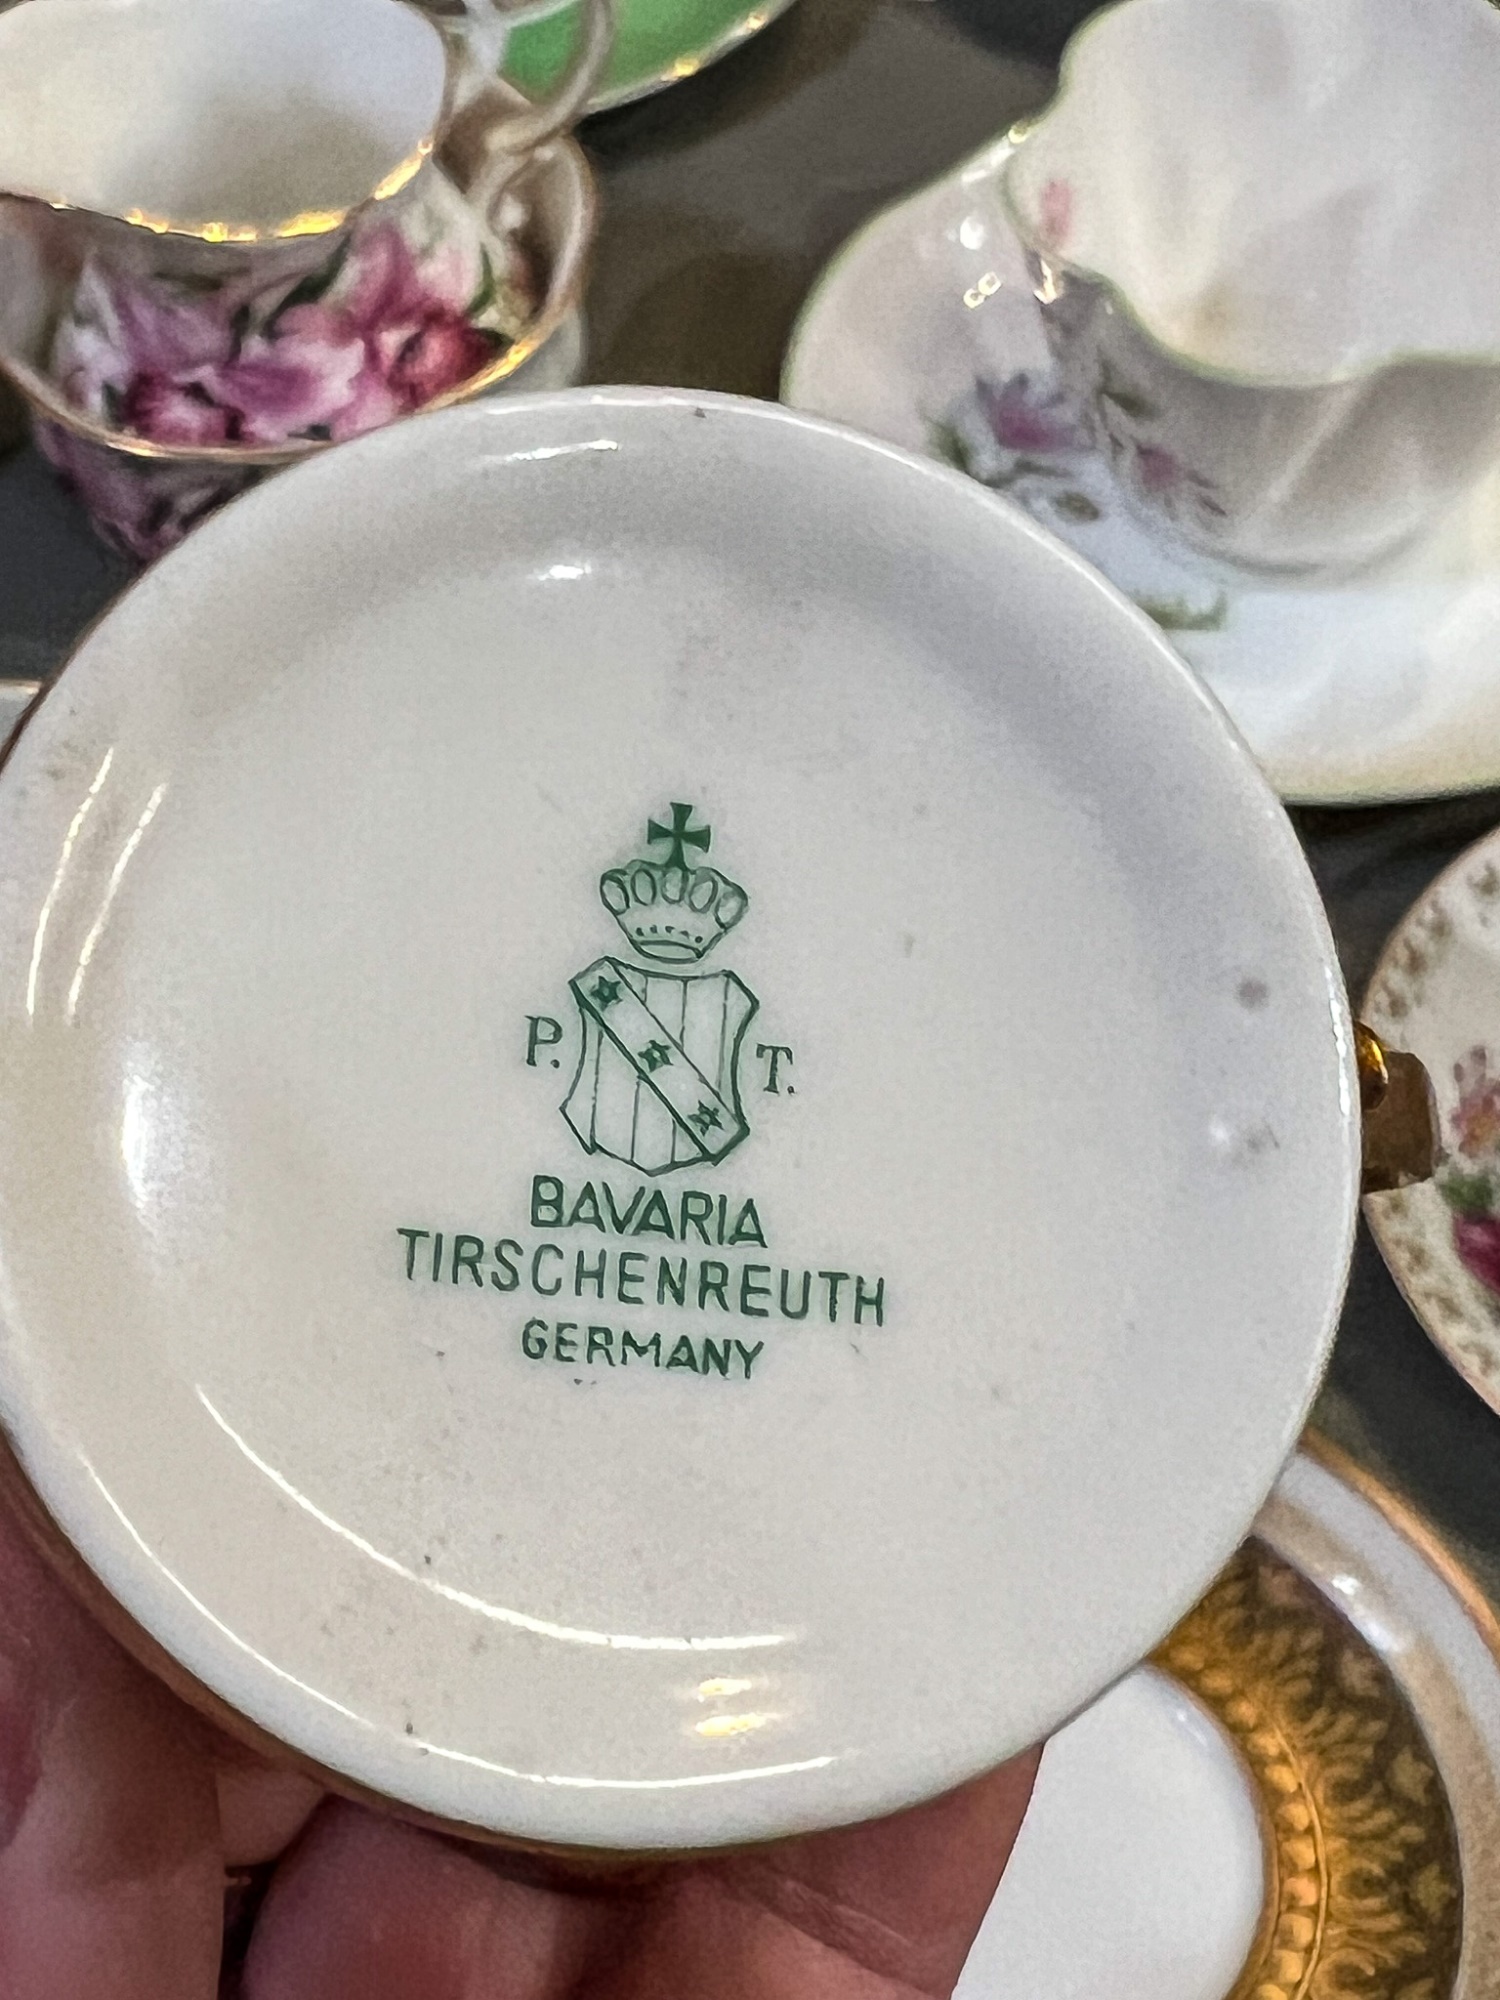 P. T.
BAVARIA
TIRSCHENREUTH
GERMANY